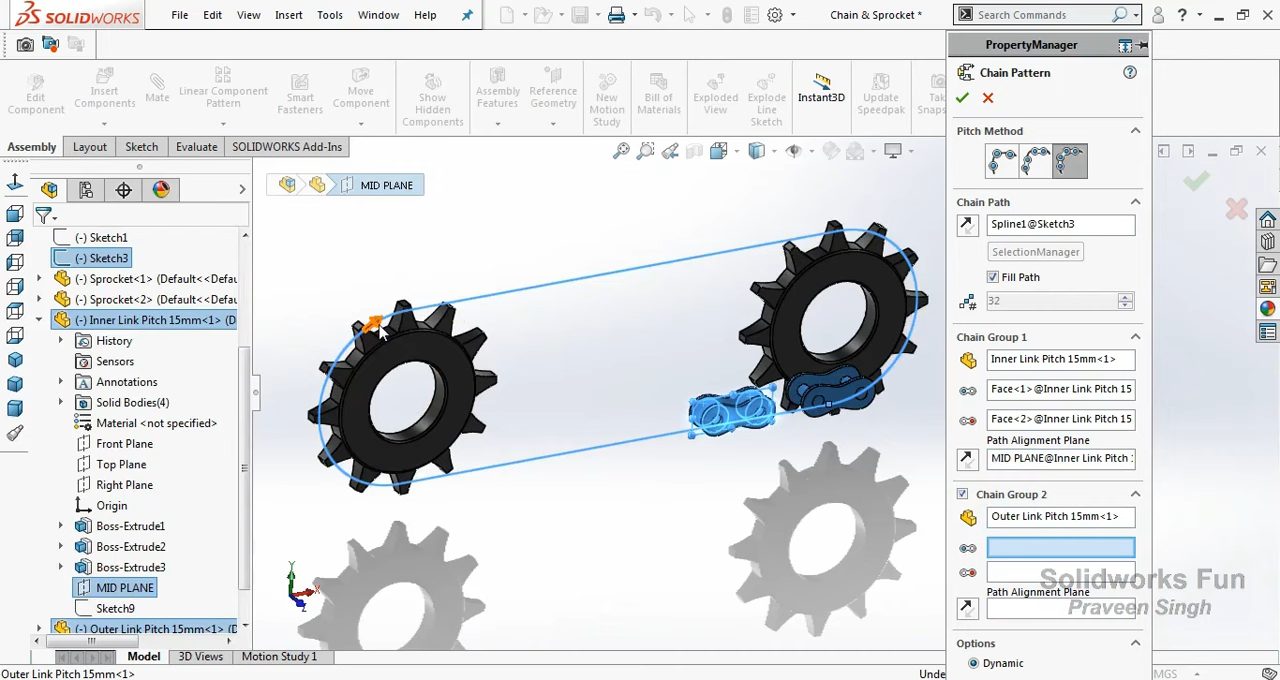 SOLIDWORKS
File Edit View Insert Tools Window Help
Chain & Sprocket *
Search Commands
Edit Component
Insert Components
Mate
Linear Component Pattern
Smart Fasteners
Move Component
Show Hidden Components
Assembly Features
Reference Geometry
New Motion Study
Bill of Materials
Exploded View
Explode Line Sketch
Instant3D
Update Speedpak
Assembly Layout Sketch Evaluate SOLIDWORKS Add-Ins
MID PLANE
(-) Sketch1
(-) Sketch3
(-) Sprocket<1> (Default<<Defau
(-) Sprocket<2> (Default<<Defau
(-) Inner Link Pitch 15mm<1> (D
History
Sensors
Annotations
Solid Bodies(4)
Material <not specified>
Front Plane
Top Plane
Right Plane
Origin
Boss-Extrude1
Boss-Extrude2
Boss-Extrude3
MID PLANE
Sketch9
(-) Outer Link Pitch 15mm<1> (D
Model 3D Views Motion Study 1
Outer Link Pitch 15mm<1>
Unde
MGS
Y
X
Z
PropertyManager
Chain Pattern
Pitch Method
Chain Path
Spline1@Sketch3
SelectionManager
Fill Path
32
Chain Group 1
Inner Link Pitch 15mm<1>
Face<1>@Inner Link Pitch 15
Face<2>@Inner Link Pitch 15
Path Alignment Plane
MID PLANE@Inner Link Pitch
Chain Group 2
Outer Link Pitch 15mm<1>
Path Alignment Plane
Options
Dynamic
Solidworks Fun
Praveen Singh